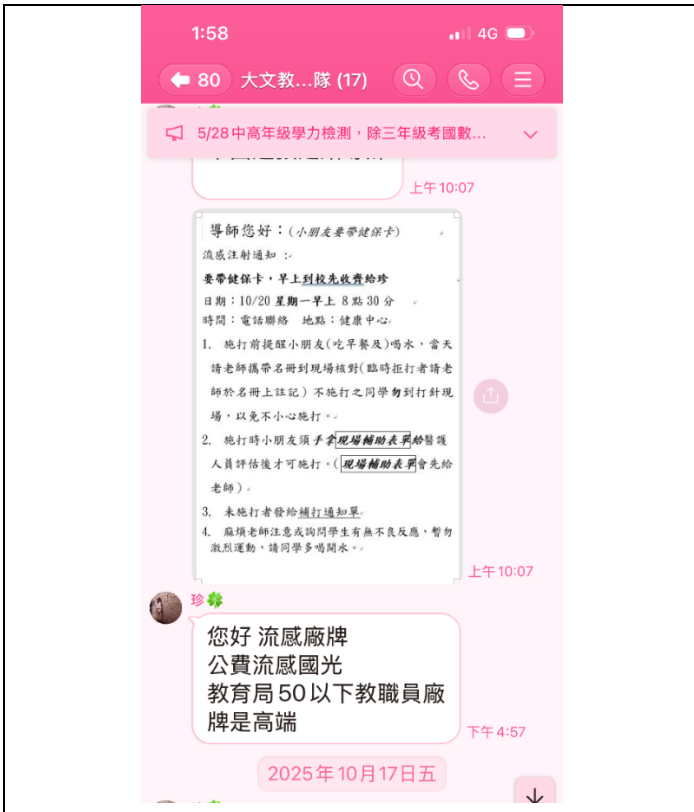 1:58
4G
80 大文教...隊 (17)
5/28中高年級學力檢測，除三年級考國數...
上午10:07
導師您好：(小朋友要帶健保卡)
流感注射通知：
要帶健保卡，早上到校先收齊給珍
日期：10/20 星期一早上 8 點 30 分
時間：電話聯絡 地點：健康中心
1. 施打前提醒小朋友(吃早餐及)喝水，當天
請老師攜帶名冊到現場核對(臨時拒打者請老
師於名冊上註記)不施打之同學勿到打針現
場，以免不小心施打。
2. 施打時小朋友須手拿現場輔助表單給醫護
人員評估後才可施打。(現場輔助表單會先給
老師)
3. 未施打者發給補打通知單
4. 麻煩老師注意或詢問學生有無不良反應，暫勿
激烈運動，請同學多喝開水。
上午10:07
珍
您好 流感廠牌
公費流感國光
教育局50以下教職員廠
牌是高端
下午4:57
2025年10月17日五